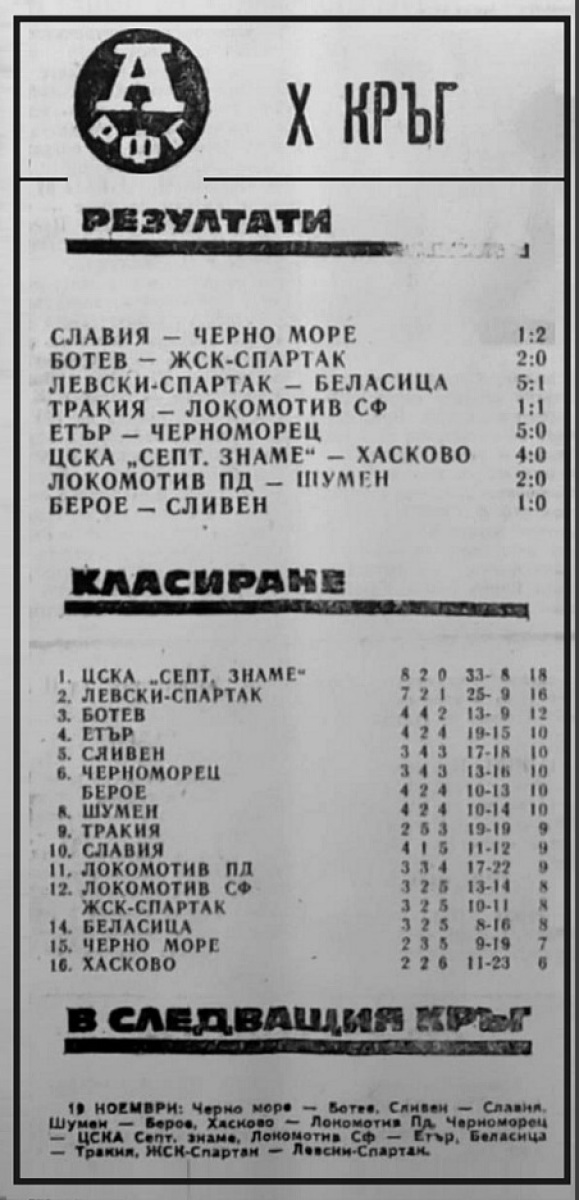 А
РФГ
X КРЪГ
РЕЗУЛТАТИ
СЛАВИЯ — ЧЕРНО МОРЕ 1:2
БОТЕВ — ЖСК-СПАРТАК 2:0
ЛЕВСКИ-СПАРТАК — БЕЛАСИЦА 5:1
ТРАКИЯ — ЛОКОМОТИВ СФ 1:1
ЕТЪР — ЧЕРНОМОРЕЦ 5:0
ЦСКА „СЕПТ. ЗНАМЕ“ — ХАСКОВО 4:0
ЛОКОМОТИВ ПД — ШУМЕН 2:0
БЕРОЕ — СЛИВЕН 1:0
КЛАСИРАНЕ
1. ЦСКА „СЕПТ. ЗНАМЕ“ 8 2 0 33- 8 18
2. ЛЕВСКИ-СПАРТАК 7 2 1 25- 9 16
3. БОТЕВ 4 4 2 13- 9 12
4. ЕТЪР 4 2 4 19-15 10
5. СЛИВЕН 3 4 3 17-18 10
6. ЧЕРНОМОРЕЦ 3 4 3 13-16 10
БЕРОЕ 4 2 4 10-13 10
8. ШУМЕН 4 2 4 10-14 10
9. ТРАКИЯ 2 5 3 19-19 9
10. СЛАВИЯ 4 1 5 11-12 9
11. ЛОКОМОТИВ ПД 3 3 4 17-22 9
12. ЛОКОМОТИВ СФ 3 2 5 13-14 8
ЖСК-СПАРТАК 3 2 5 10-11 8
14. БЕЛАСИЦА 3 2 5 8-16 8
15. ЧЕРНО МОРЕ 2 3 5 9-19 7
16. ХАСКОВО 2 2 6 11-23 6
В СЛЕДВАЩИЯ КРЪГ
19 НОЕМВРИ: Черно море — Ботев, Сливен — Славия,
Шумен — Берое, Хасково — Локомотив Пд, Черноморец
— ЦСКА Септ. знаме, Локомотив Сф — Етър, Беласица
— Тракия, ЖСК-Спартак — Левски-Спартак.